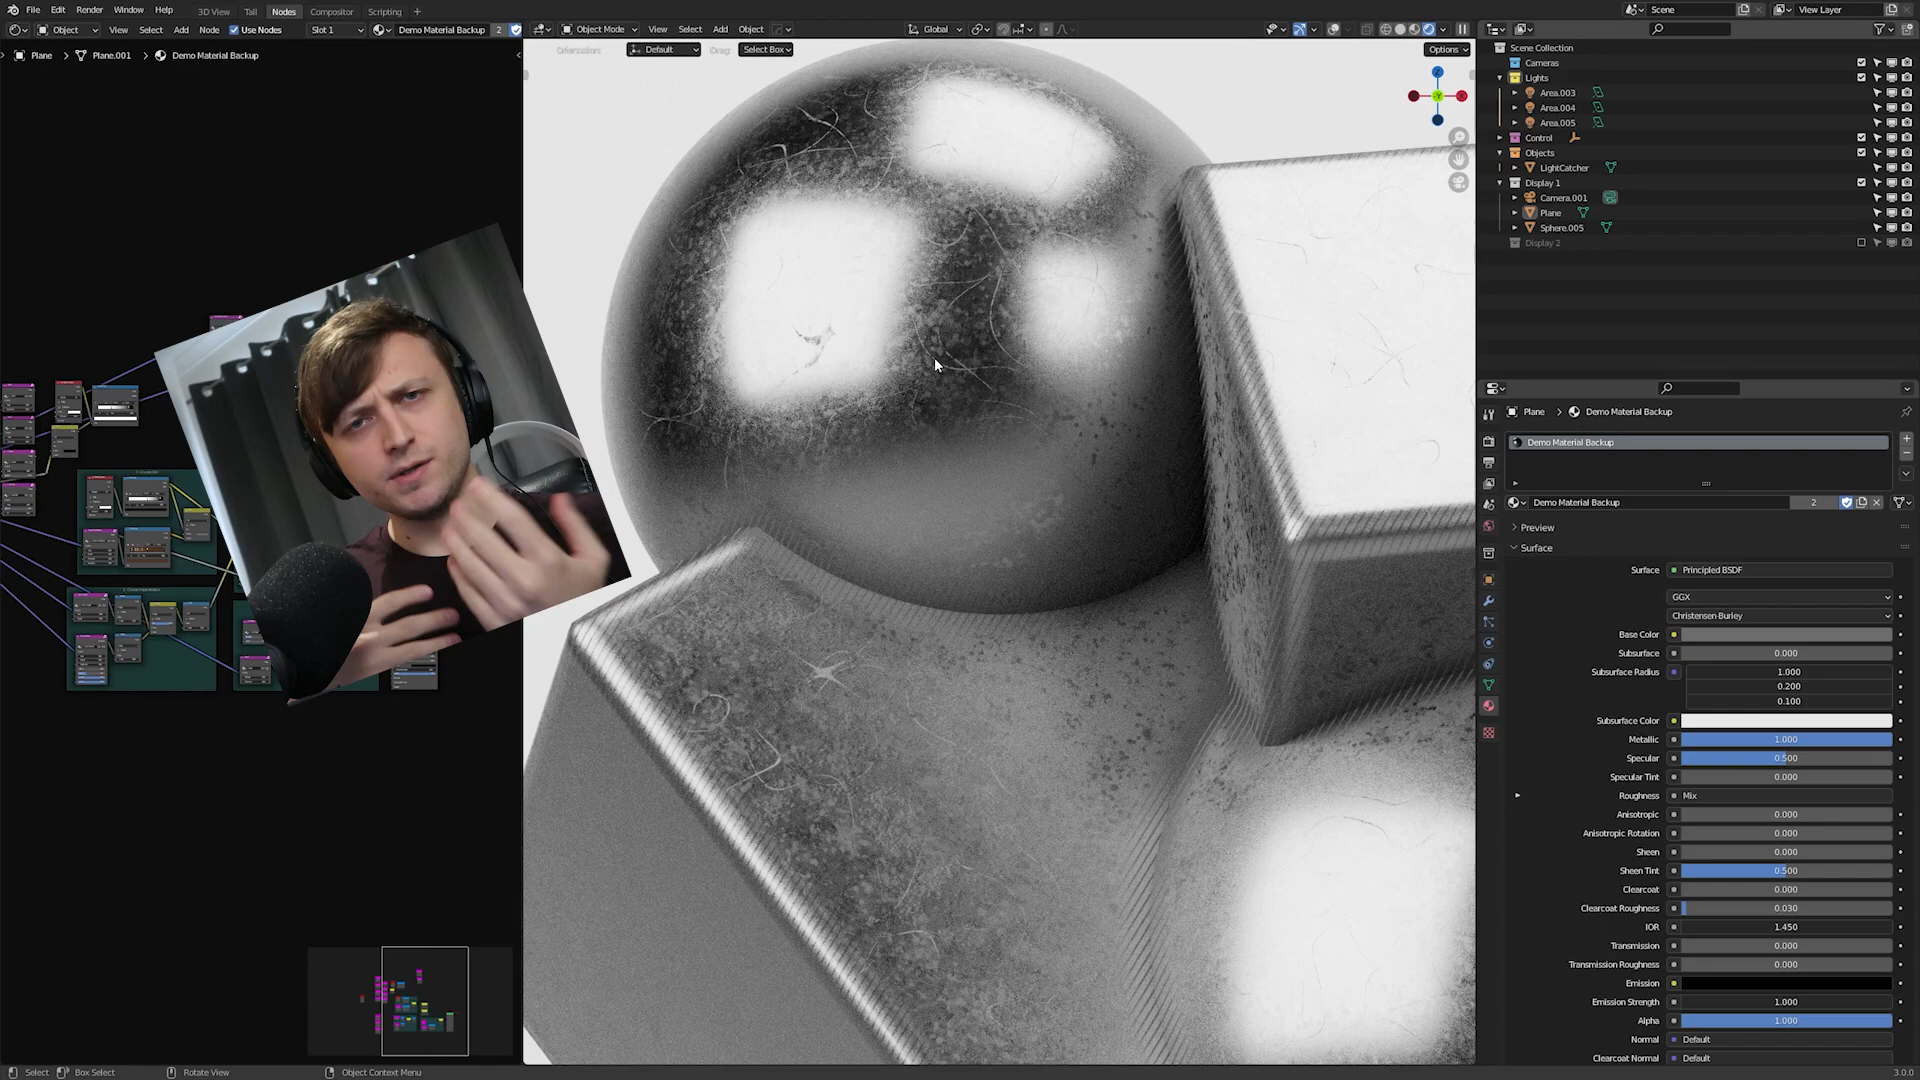 File Edit Render Window Help 3D View Tall Nodes Compositor Scripting + Scene View Layer
Object View Select Add Node Use Nodes Slot 1 Demo Material Backup 2 Object Mode View Select Add Object Global
Plane > Plane.001 > Demo Material Backup
Orientation: Default Drag: Select Box Options
Scene Collection
Cameras
Lights
Area.003
Area.004
Area.005
Control
Objects
LightCatcher
Display 1
Camera.001
Plane
Sphere.005
Display 2
Z
-Y
Plane > Demo Material Backup
Demo Material Backup
Demo Material Backup 2
Preview
Surface
Surface Principled BSDF
GGX
Christensen-Burley
Base Color
Subsurface 0.000
Subsurface Radius 1.000
0.200
0.100
Subsurface Color
Metallic 1.000
Specular 0.500
Specular Tint 0.000
Roughness Mix
Anisotropic 0.000
Anisotropic Rotation 0.000
Sheen 0.000
Sheen Tint 0.500
Clearcoat 0.000
Clearcoat Roughness 0.030
IOR 1.450
Transmission 0.000
Transmission Roughness 0.000
Emission
Emission Strength 1.000
Alpha 1.000
Normal Default
Clearcoat Normal Default
Select Box Select Rotate View Object Context Menu 3.0.0